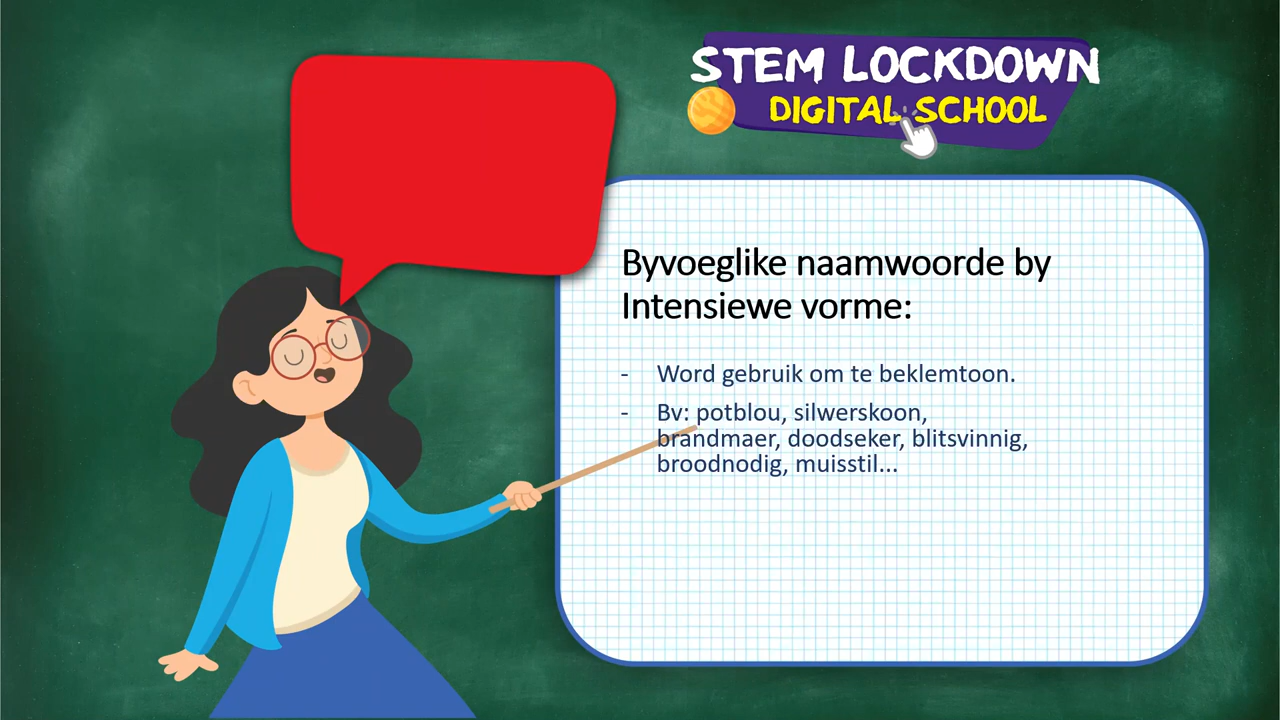 STEM LOCKDOWN
DIGITAL SCHOOL
Byvoeglike naamwoorde by
Intensiewe vorme:
- Word gebruik om te beklemtoon.
- Bv: potblou, silwerskoon,
brandmaer, doodseker, blitsvinnig,
broodnodig, muisstil...